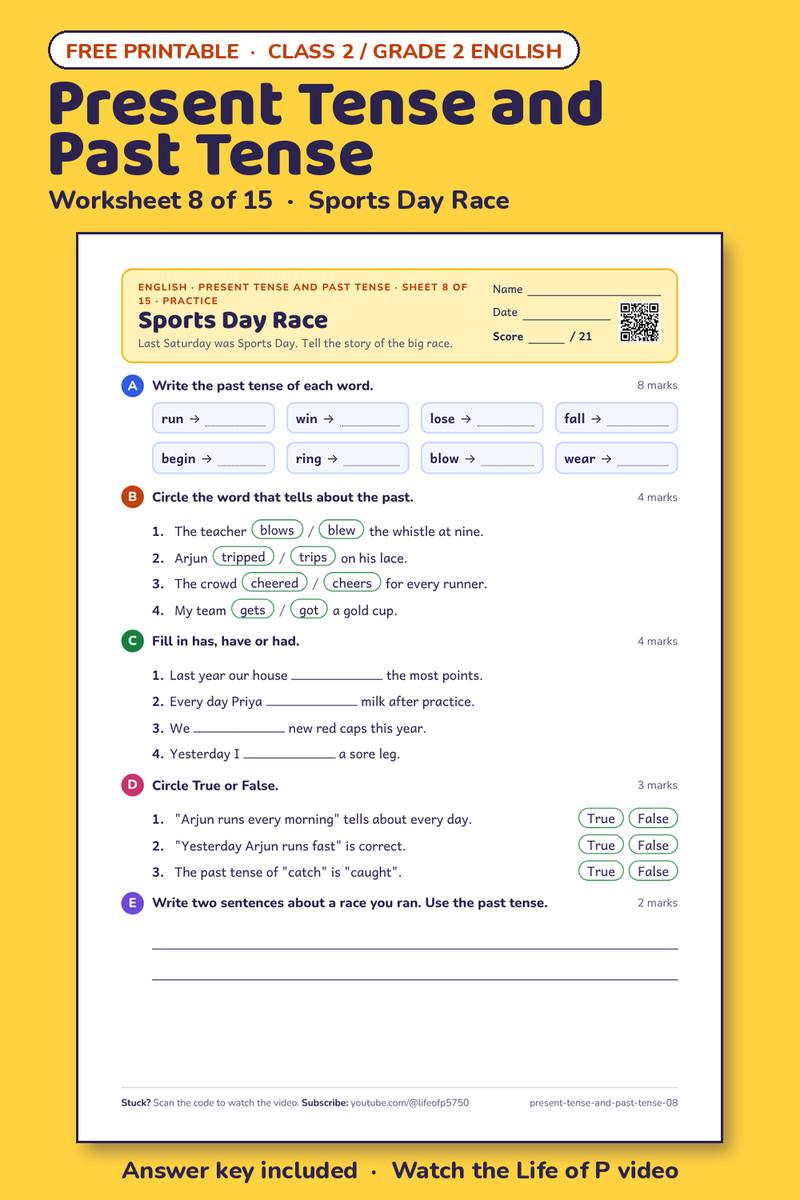 FREE PRINTABLE · CLASS 2 / GRADE 2 ENGLISH
Present Tense and
Past Tense
Worksheet 8 of 15 · Sports Day Race
ENGLISH · PRESENT TENSE AND PAST TENSE · SHEET 8 OF
15 · PRACTICE
Sports Day Race
Last Saturday was Sports Day. Tell the story of the big race.
Name
Date
Score / 21
A Write the past tense of each word. 8 marks
run → win → lose → fall →
begin → ring → blow → wear →
B Circle the word that tells about the past. 4 marks
1. The teacher blows / blew the whistle at nine.
2. Arjun tripped / trips on his lace.
3. The crowd cheered / cheers for every runner.
4. My team gets / got a gold cup.
C Fill in has, have or had. 4 marks
1. Last year our house ____________ the most points.
2. Every day Priya ____________ milk after practice.
3. We ____________ new red caps this year.
4. Yesterday I ____________ a sore leg.
D Circle True or False. 3 marks
1. "Arjun runs every morning" tells about every day. True False
2. "Yesterday Arjun runs fast" is correct. True False
3. The past tense of "catch" is "caught". True False
E Write two sentences about a race you ran. Use the past tense. 2 marks
Stuck? Scan the code to watch the video. Subscribe: youtube.com/@lifeofp5750 present-tense-and-past-tense-08
Answer key included · Watch the Life of P video